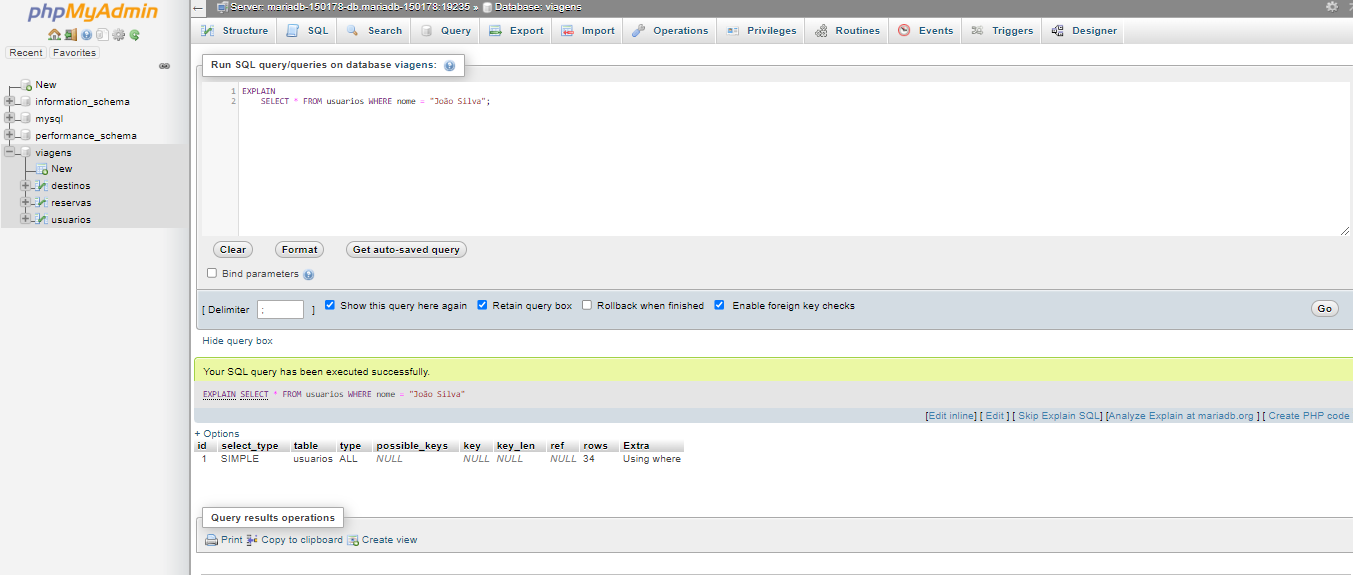 phpMyAdmin
Recent Favorites
New
information_schema
mysql
performance_schema
viagens
New
destinos
reservas
usuarios
Server: mariadb-150178-db.mariadb-150178:19235 » Database: viagens
Structure SQL Search Query Export Import Operations Privileges Routines Events Triggers Designer
Run SQL query/queries on database viagens:
1 EXPLAIN
2 SELECT * FROM usuarios WHERE nome = "João Silva";
Clear Format Get auto-saved query
Bind parameters
[ Delimiter ; ] Show this query here again Retain query box Rollback when finished Enable foreign key checks Go
Hide query box
Your SQL query has been executed successfully.
EXPLAIN SELECT * FROM usuarios WHERE nome = "João Silva"
[Edit inline] [ Edit ] [ Skip Explain SQL] [Analyze Explain at mariadb.org ] [ Create PHP code
+ Options
id select_type table type possible_keys key key_len ref rows Extra
1 SIMPLE usuarios ALL NULL NULL NULL NULL 34 Using where
Query results operations
Print Copy to clipboard Create view